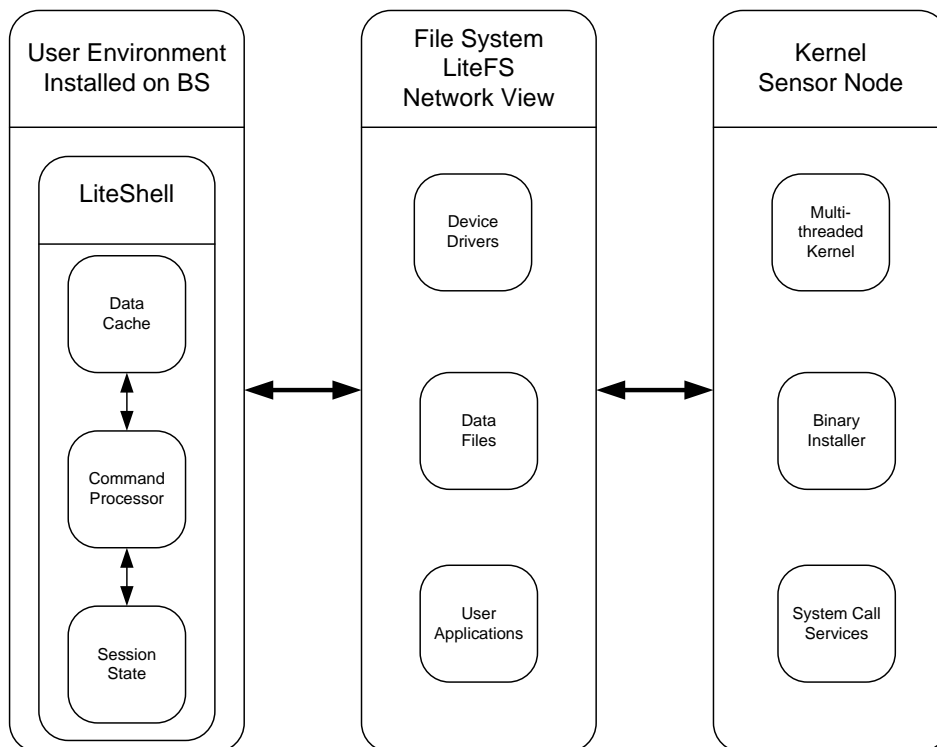 User Environment
Installed on BS
LiteShell
Data
Cache
Command
Processor
Session
State
File System
LiteFS
Network View
Device
Drivers
Data
Files
User
Applications
Kernel
Sensor Node
Multi-
threaded
Kernel
Binary
Installer
System Call
Services